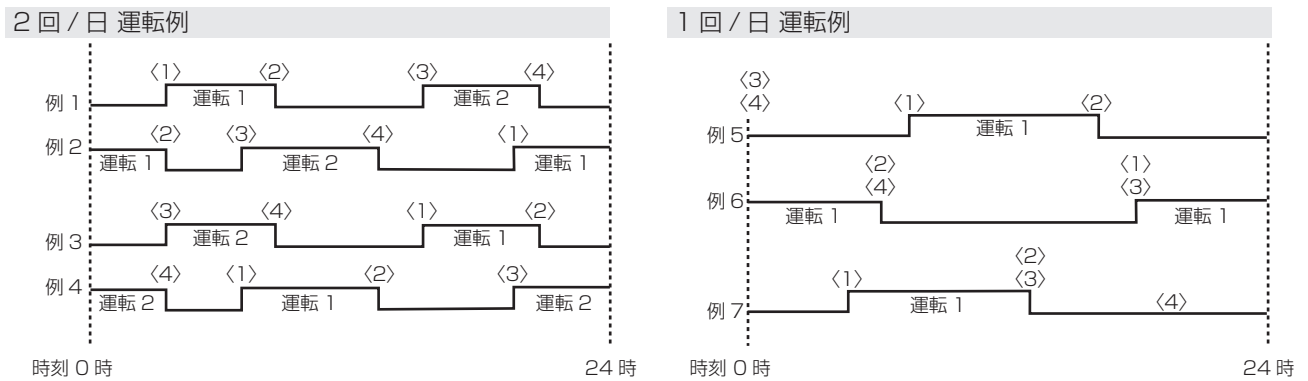 2 回 / 日 運転例
〈1〉 〈2〉 〈3〉 〈4〉
例 1 運転 1 運転 2
〈2〉 〈3〉 〈4〉 〈1〉
例 2 運転 1 運転 2 運転 1
〈3〉 〈4〉 〈1〉 〈2〉
例 3 運転 2 運転 1
〈4〉 〈1〉 〈2〉 〈3〉
例 4 運転 2 運転 1 運転 2
時刻 0 時 24 時
1 回 / 日 運転例
〈3〉
〈4〉 〈1〉 〈2〉
例 5 運転 1
〈2〉 〈1〉
〈4〉 〈3〉
例 6 運転 1 運転 1
〈2〉
〈1〉 〈3〉 〈4〉
例 7 運転 1
時刻 0 時 24 時